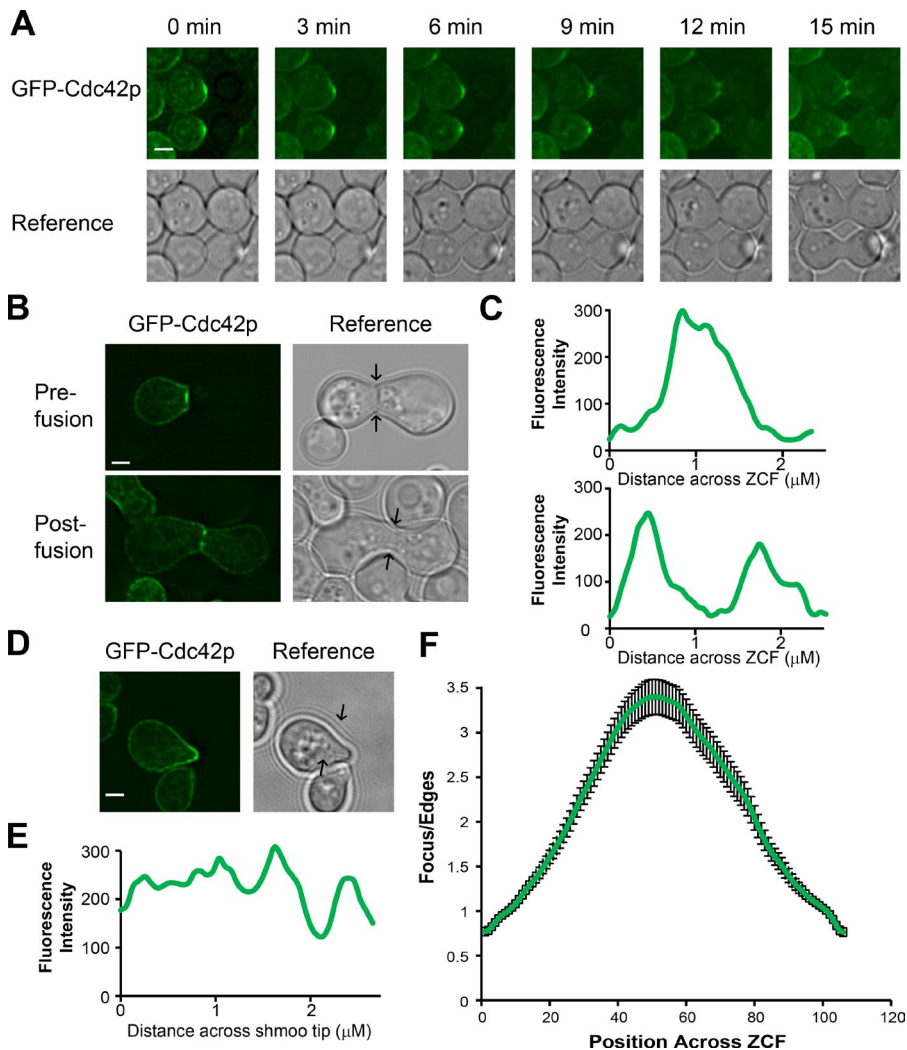 A
0 min 3 min 6 min 9 min 12 min 15 min
GFP-Cdc42p
Reference
B
GFP-Cdc42p Reference
Pre-
fusion
Post-
fusion
C
Fluorescence
Intensity
300
200
100
0
0 1 2
Distance across ZCF (μM)
Fluorescence
Intensity
300
200
100
0
0 1 2
Distance across ZCF (μM)
D
GFP-Cdc42p Reference
E
Fluorescence
Intensity
300
200
100
0
0 1 2
Distance across shmoo tip (μM)
F
Focus/Edges
3.5
3
2.5
2
1.5
1
0.5
0
0 20 40 60 80 100 120
Position Across ZCF